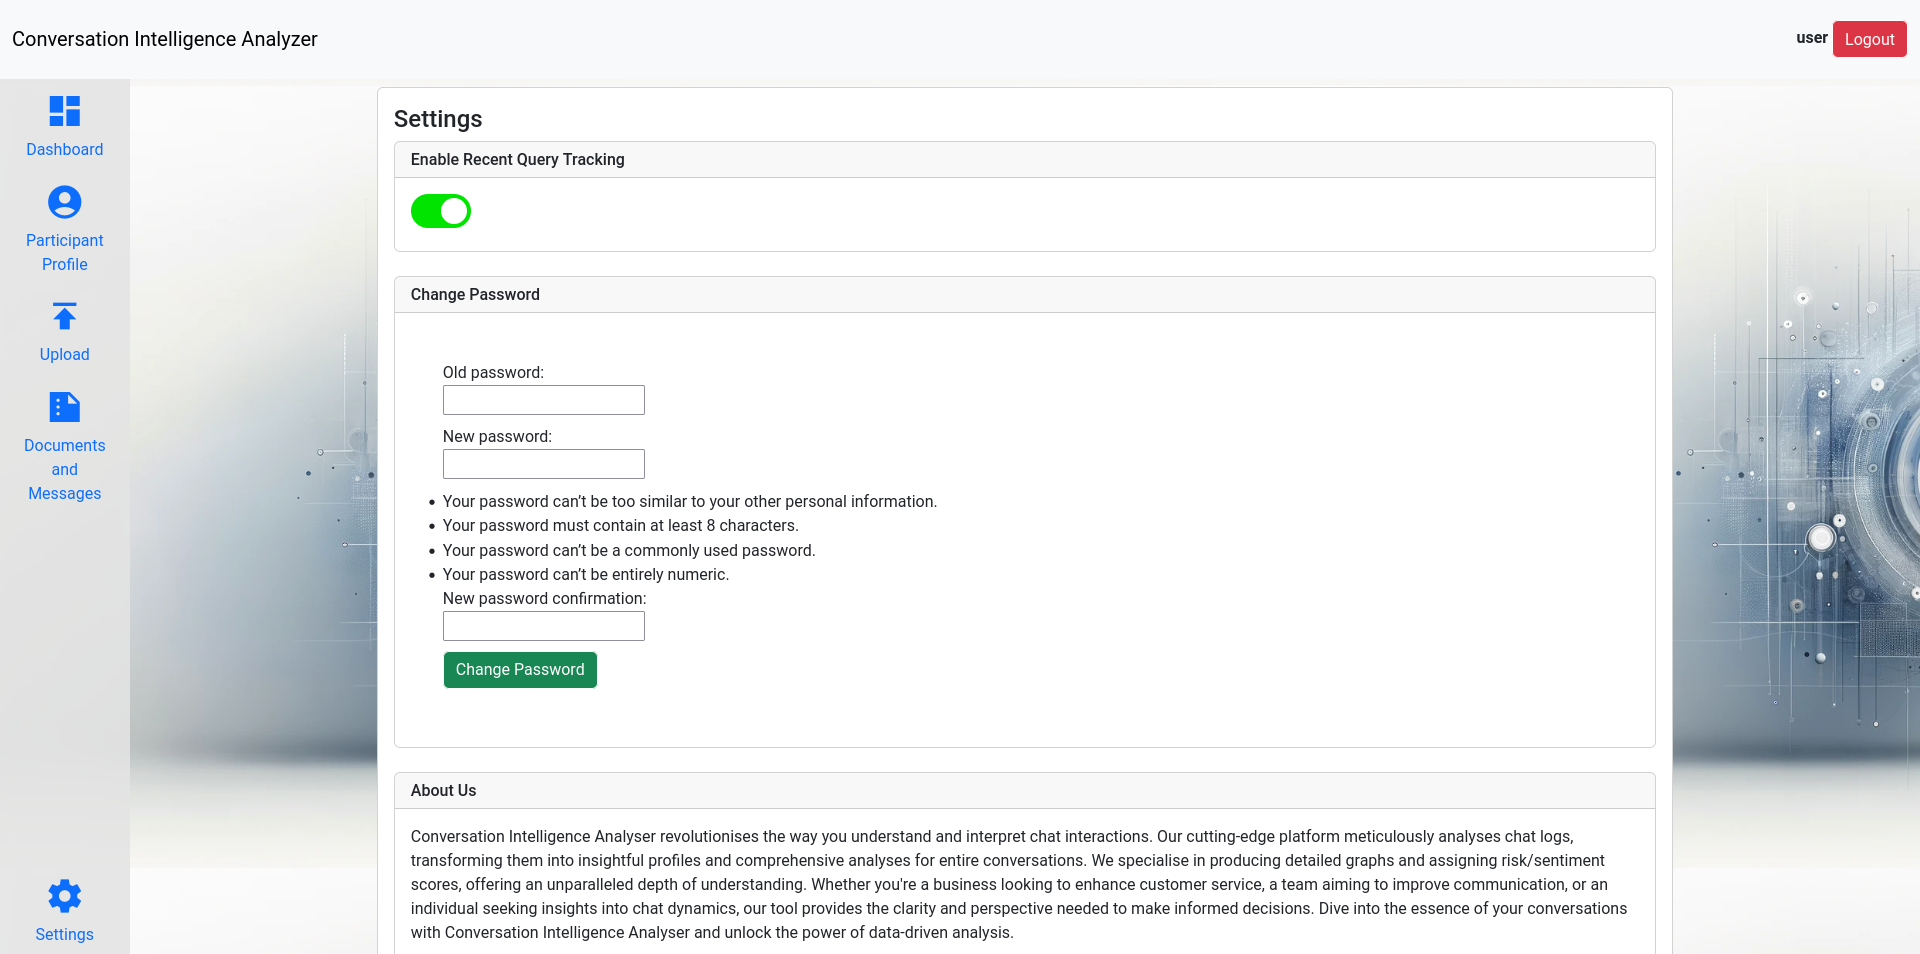 Conversation Intelligence Analyzer
user
Logout
Dashboard
Participant
Profile
Upload
Documents
and
Messages
Settings
Settings
Enable Recent Query Tracking
Change Password
Old password:
New password:
• Your password can’t be too similar to your other personal information.
• Your password must contain at least 8 characters.
• Your password can’t be a commonly used password.
• Your password can’t be entirely numeric.
New password confirmation:
Change Password
About Us
Conversation Intelligence Analyser revolutionises the way you understand and interpret chat interactions. Our cutting-edge platform meticulously analyses chat logs,
transforming them into insightful profiles and comprehensive analyses for entire conversations. We specialise in producing detailed graphs and assigning risk/sentiment
scores, offering an unparalleled depth of understanding. Whether you're a business looking to enhance customer service, a team aiming to improve communication, or an
individual seeking insights into chat dynamics, our tool provides the clarity and perspective needed to make informed decisions. Dive into the essence of your conversations
with Conversation Intelligence Analyser and unlock the power of data-driven analysis.